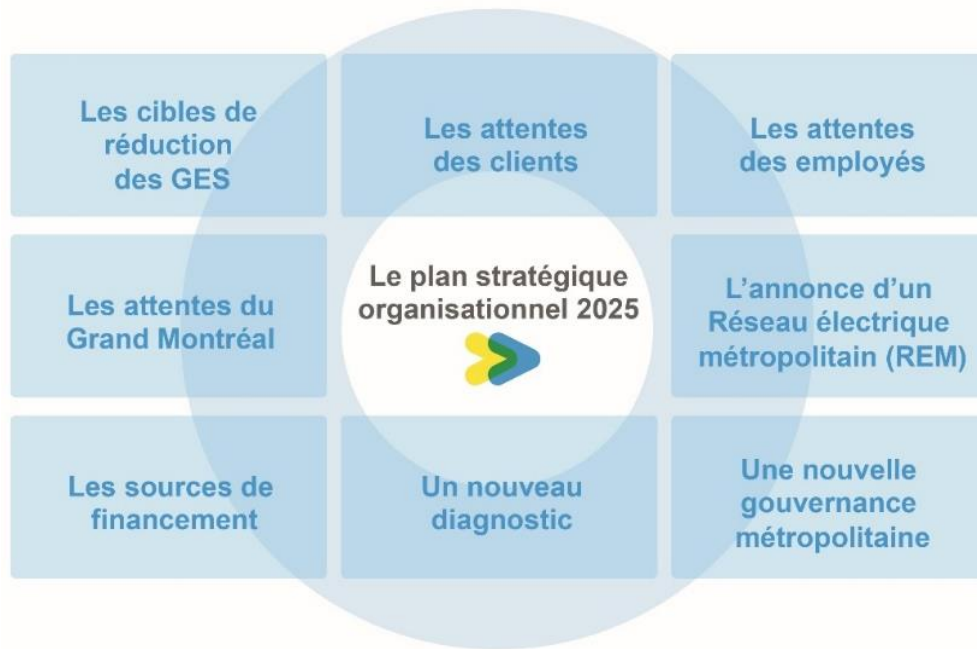 Les cibles de
réduction
des GES
Les attentes
des clients
Les attentes
des employés
Les attentes du
Grand Montréal
Le plan stratégique
organisationnel 2025
L'annonce d'un
Réseau électrique
métropolitain (REM)
Les sources de
financement
Un nouveau
diagnostic
Une nouvelle
gouvernance
métropolitaine